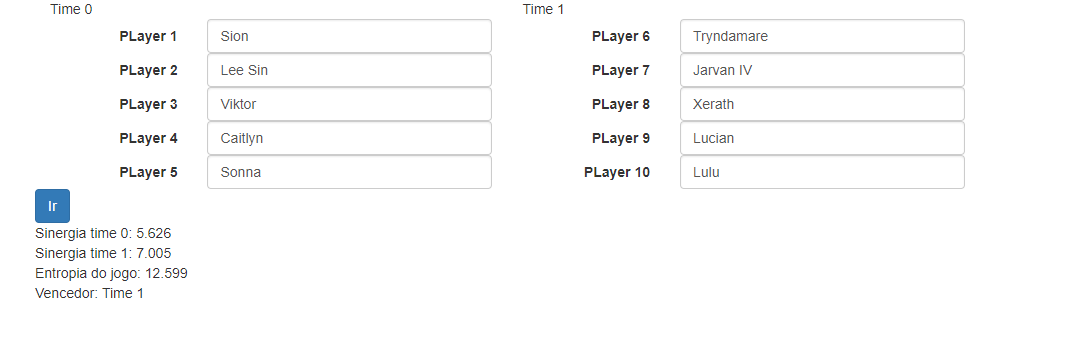 Time 0
PLayer 1 Sion
PLayer 2 Lee Sin
PLayer 3 Viktor
PLayer 4 Caitlyn
PLayer 5 Sonna
Time 1
PLayer 6 Tryndamare
PLayer 7 Jarvan IV
PLayer 8 Xerath
PLayer 9 Lucian
PLayer 10 Lulu
Ir
Sinergia time 0: 5.626
Sinergia time 1: 7.005
Entropia do jogo: 12.599
Vencedor: Time 1